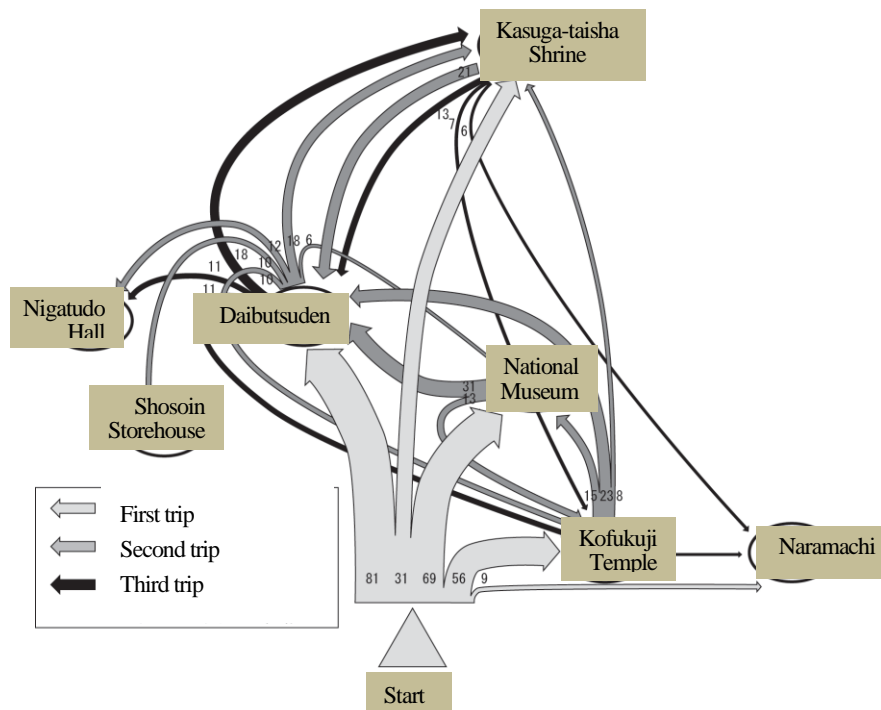 Kasuga-taisha
Shrine
21
13
7
6
12
18
6
18
10
10
11
11
Nigatudo
Hall
Daibutsuden
National
Museum
31
13
Shosoin
Storehouse
15
23
8
First trip
Second trip
Third trip
Kofukuji
Temple
Naramachi
81
31
69
56
9
Start